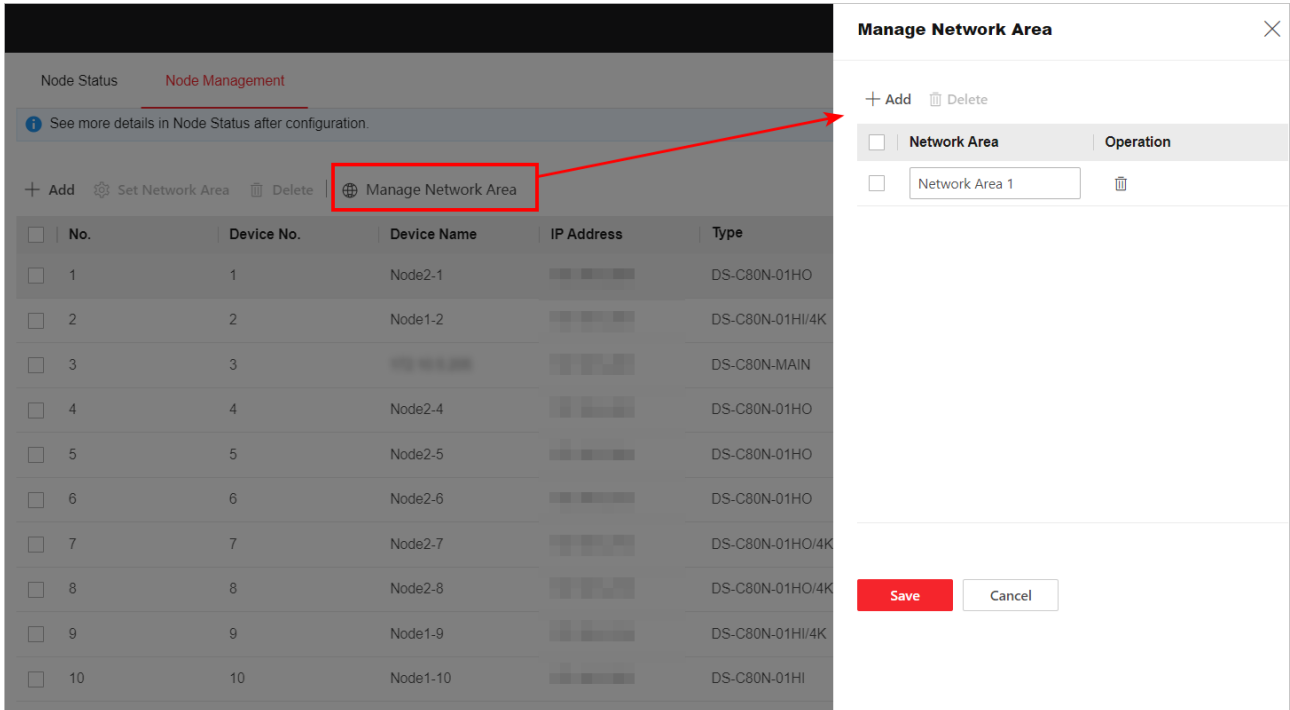 Manage Network Area
Node Status Node Management
See more details in Node Status after configuration.
Add Set Network Area Delete Manage Network Area
No. Device No. Device Name IP Address Type
1 1 Node2-1 DS-C80N-01HO
2 2 Node1-2 DS-C80N-01HI/4K
3 3 DS-C80N-MAIN
4 4 Node2-4 DS-C80N-01HO
5 5 Node2-5 DS-C80N-01HO
6 6 Node2-6 DS-C80N-01HO
7 7 Node2-7 DS-C80N-01HO/4K
8 8 Node2-8 DS-C80N-01HO/4K
9 9 Node1-9 DS-C80N-01HI/4K
10 10 Node1-10 DS-C80N-01HI
Add Delete
Network Area Operation
Network Area 1
Save Cancel